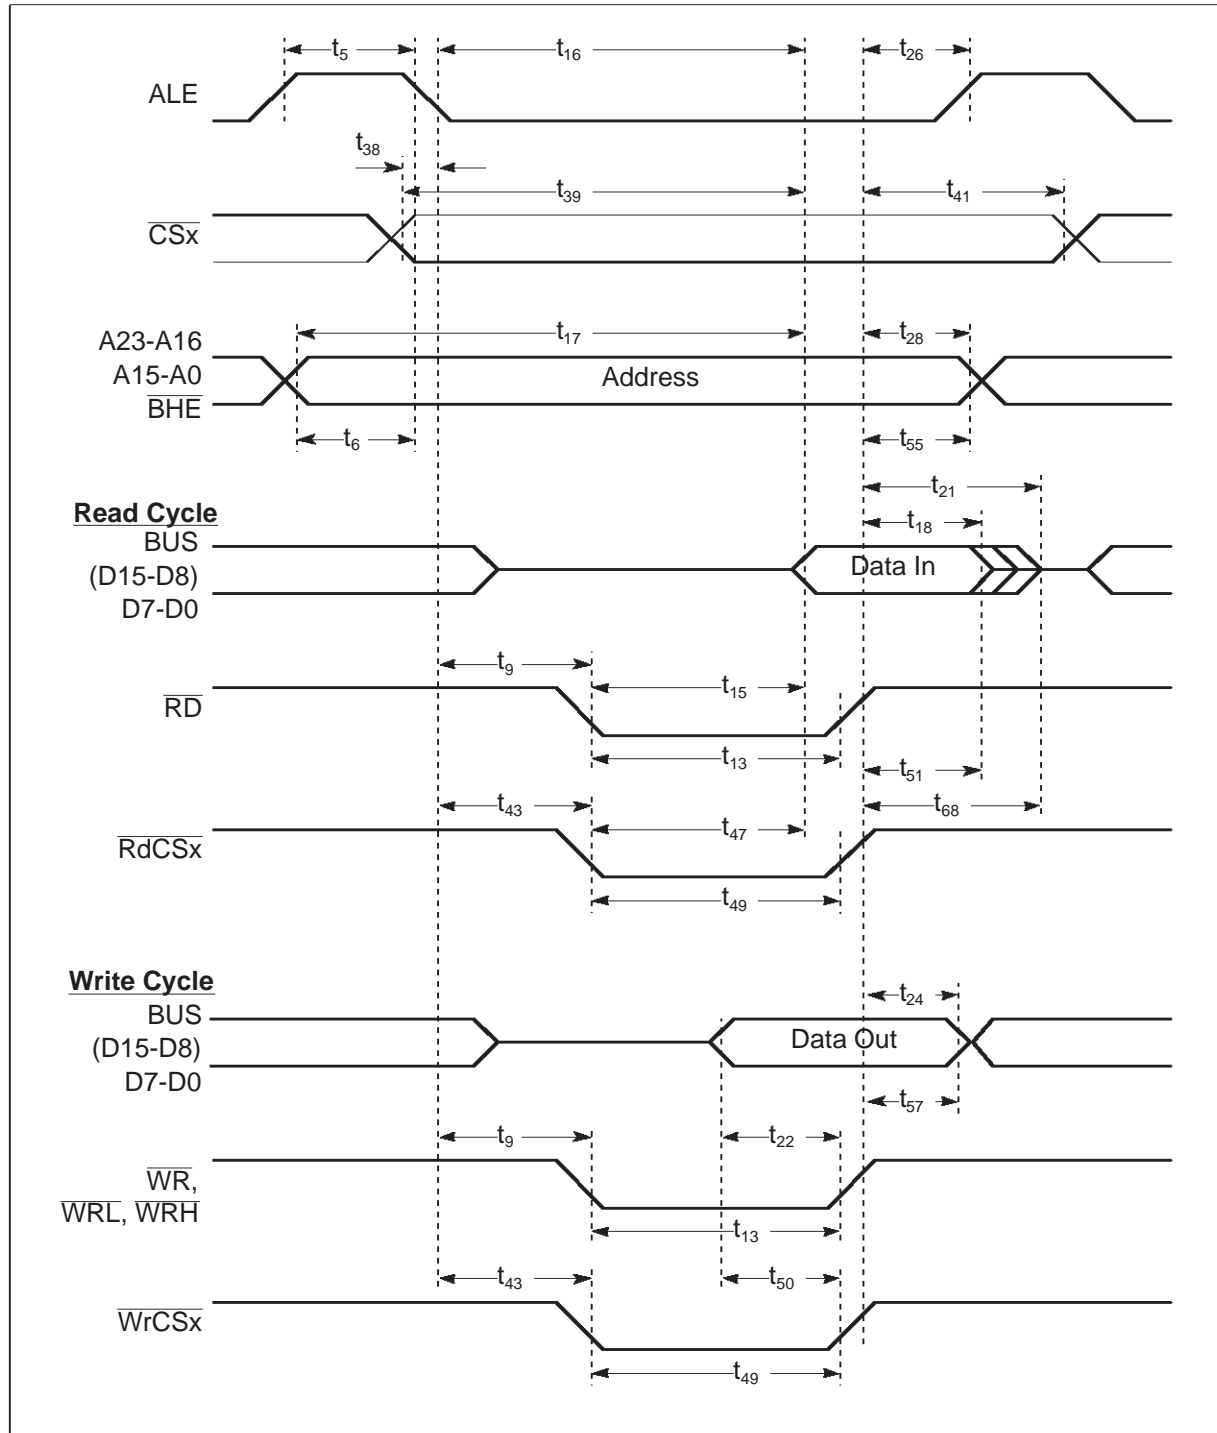 t5 t16 t26
ALE
t38
t39 t41
CSx
t17 t28
A23-A16
A15-A0
BHE
Address
t6 t55
t21
Read Cycle
t18
BUS
(D15-D8)
D7-D0
Data In
t9
t15
RD
t13 t51
t43 t68
t47
RdCSx
t49
Write Cycle
t24
BUS
(D15-D8)
D7-D0
Data Out
t57
t9 t22
WR,
WRL, WRH
t13
t43 t50
WrCSx
t49